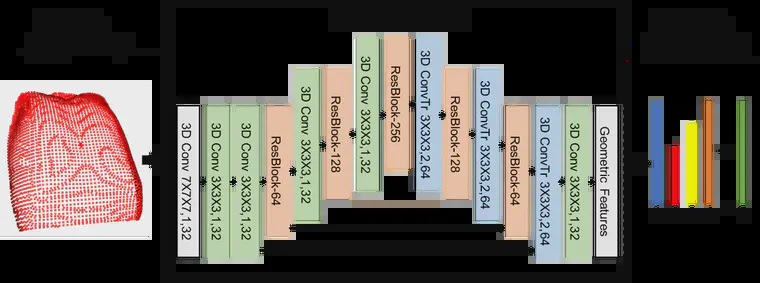 3D Conv 7X7X7,1,32
3D Conv 3X3X3,1,32
3D Conv 3X3X3,1,32
ResBlock-64
3D Conv 3X3X3,1,32
ResBlock-128
3D Conv 3X3X3,1,32
ResBlock-256
3D ConvTr 3X3X3,2,64
ResBlock-128
3D ConvTr 3X3X3,2,64
ResBlock-64
3D ConvTr 3X3X3,2,64
3D Conv 3X3X3,1,32
Geometric Features